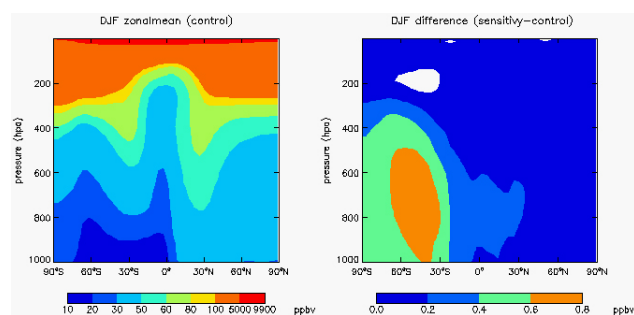 DJF zonalmean (control)
pressure (hpa)
200
400
600
800
1000
90°S 60°S 30°S 0° 30°N 60°N 90°N
10 20 30 50 60 80 100 5000 9900 ppbv
DJF difference (sensitivy-control)
pressure (hpa)
200
400
600
800
1000
90°S 60°S 30°S 0° 30°N 60°N 90°N
0.0 0.2 0.4 0.6 0.8 ppbv